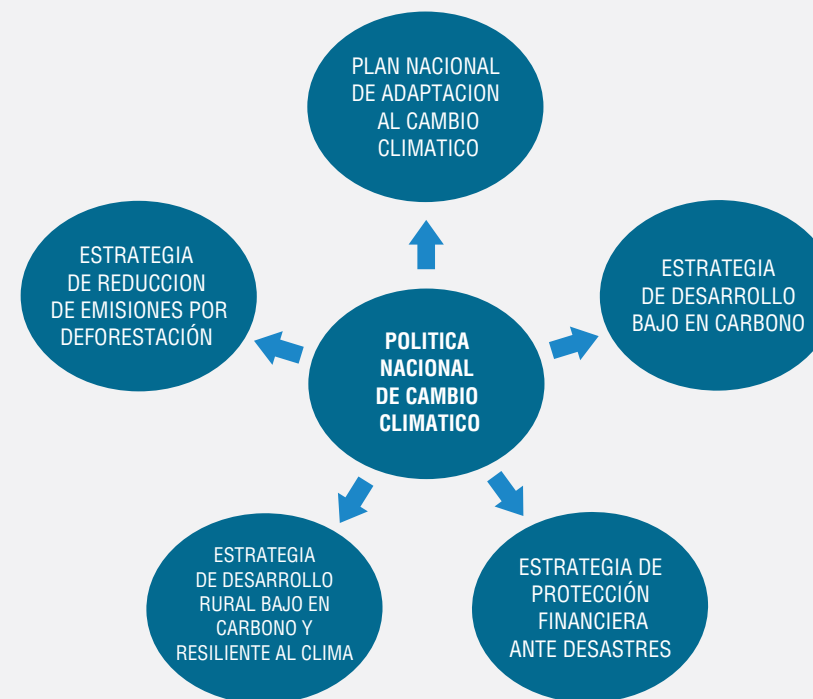 PLAN NACIONAL
DE ADAPTACION
AL CAMBIO
CLIMATICO
ESTRATEGIA
DE REDUCCION
DE EMISIONES POR
DEFORESTACIÓN
ESTRATEGIA
DE DESARROLLO
BAJO EN CARBONO
POLITICA
NACIONAL
DE CAMBIO
CLIMATICO
ESTRATEGIA
DE DESARROLLO
RURAL BAJO EN
CARBONO Y
RESILIENTE AL CLIMA
ESTRATEGIA DE
PROTECCIÓN
FINANCIERA
ANTE DESASTRES